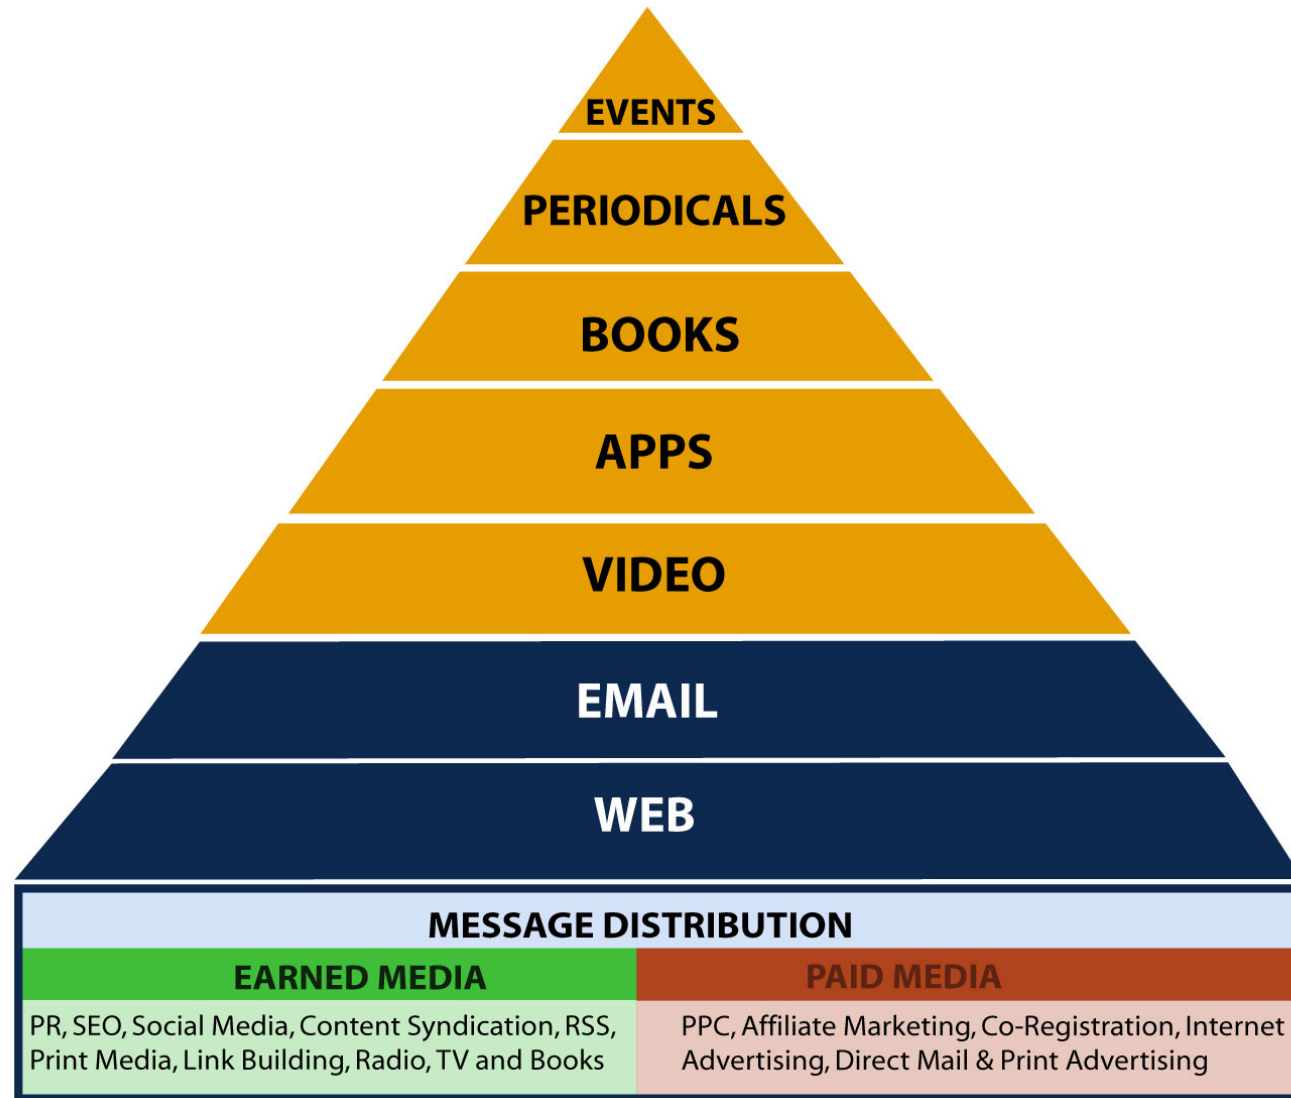 EVENTS
PERIODICALS
BOOKS
APPS
VIDEO
EMAIL
WEB
MESSAGE DISTRIBUTION
EARNED MEDIA
PR, SEO, Social Media, Content Syndication, RSS,
Print Media, Link Building, Radio, TV and Books
PAID MEDIA
PPC, Affiliate Marketing, Co-Registration, Internet
Advertising, Direct Mail & Print Advertising